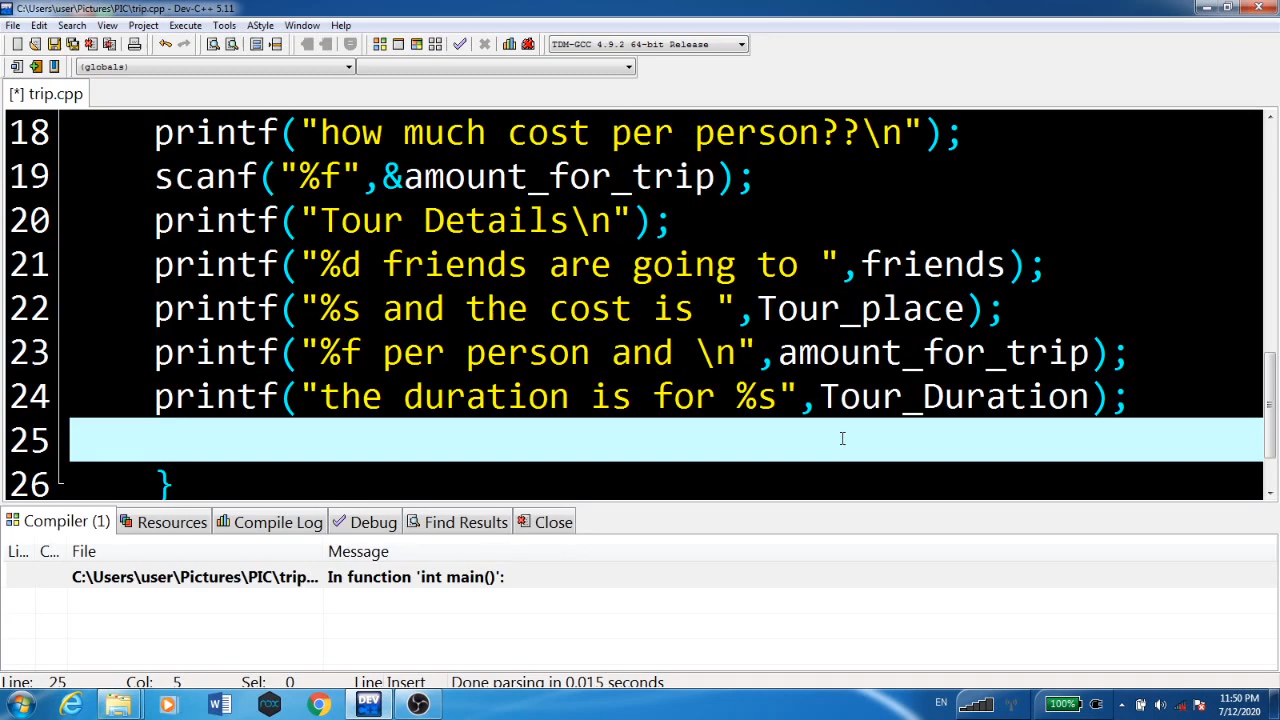 C:\Users\user\Pictures\PIC\trip.cpp - Dev-C++ 5.11
File Edit Search View Project Execute Tools AStyle Window Help
TDM-GCC 4.9.2 64-bit Release
(globals)
[*] trip.cpp
18 printf("how much cost per person??\n");
19 scanf("%f",&amount_for_trip);
20 printf("Tour Details\n");
21 printf("%d friends are going to ",friends);
22 printf("%s and the cost is ",Tour_place);
23 printf("%f per person and \n",amount_for_trip);
24 printf("the duration is for %s",Tour_Duration);
25
26 }
Compiler (1) Resources Compile Log Debug Find Results Close
Li... C... File Message
C:\Users\user\Pictures\PIC\trip... In function 'int main()':
Line: 25 Col: 5 Sel: 0 Line Insert Done parsing in 0.015 seconds
W nox DEV EN 100% 11:50 PM
7/12/2020